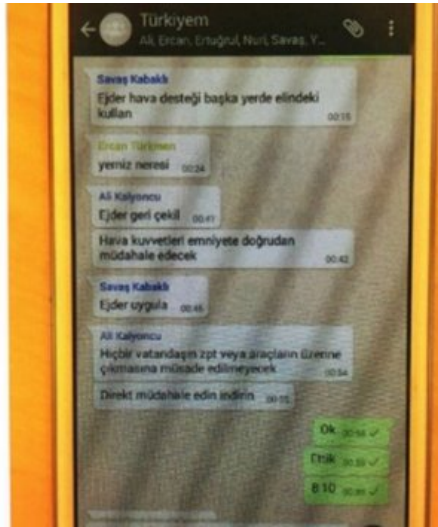 Türkiyem
Ali, Ercan, Ertuğrul, Nuri, Savaş, Y...
Savaş Kabaklı
Ejder hava desteği başka yerde elindeki
kullan 00:15
Ercan Türkmen
yerniz neresi 00:24
Ali Kalyoncu
Ejder geri çekil 00:41
Hava kuvvetleri emniyete doğrudan
müdahale edecek 00:42
Savaş Kabaklı
Ejder uygula 00:45
Ali Kalyoncu
Hiçbir vatandaşın zpt veya araçların üzerine
çıkmasına müsade edilmeyecek 00:54
Direkt müdahale edin indirin 00:55
Ok
Ettik
8 10